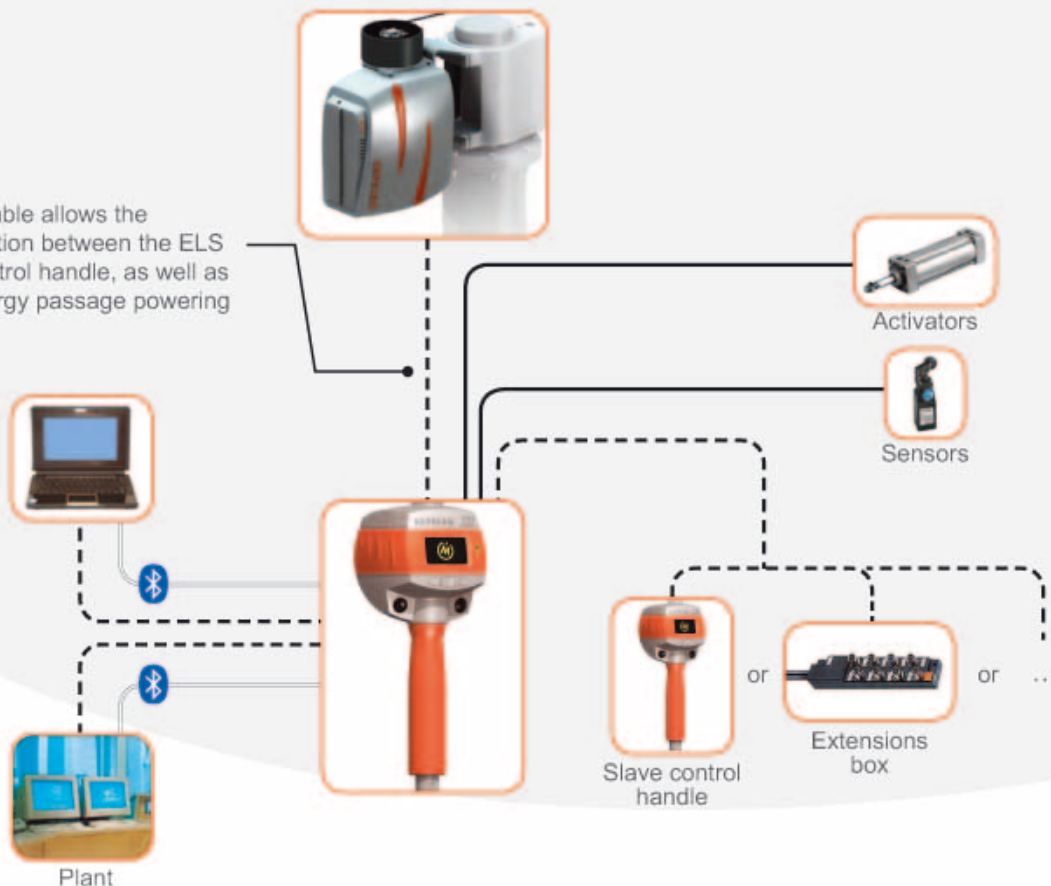 able allows the
tion between the ELS
trol handle, as well as
rgy passage powering
Activators
Sensors
or
or ...
Extensions
box
Slave control
handle
Plant